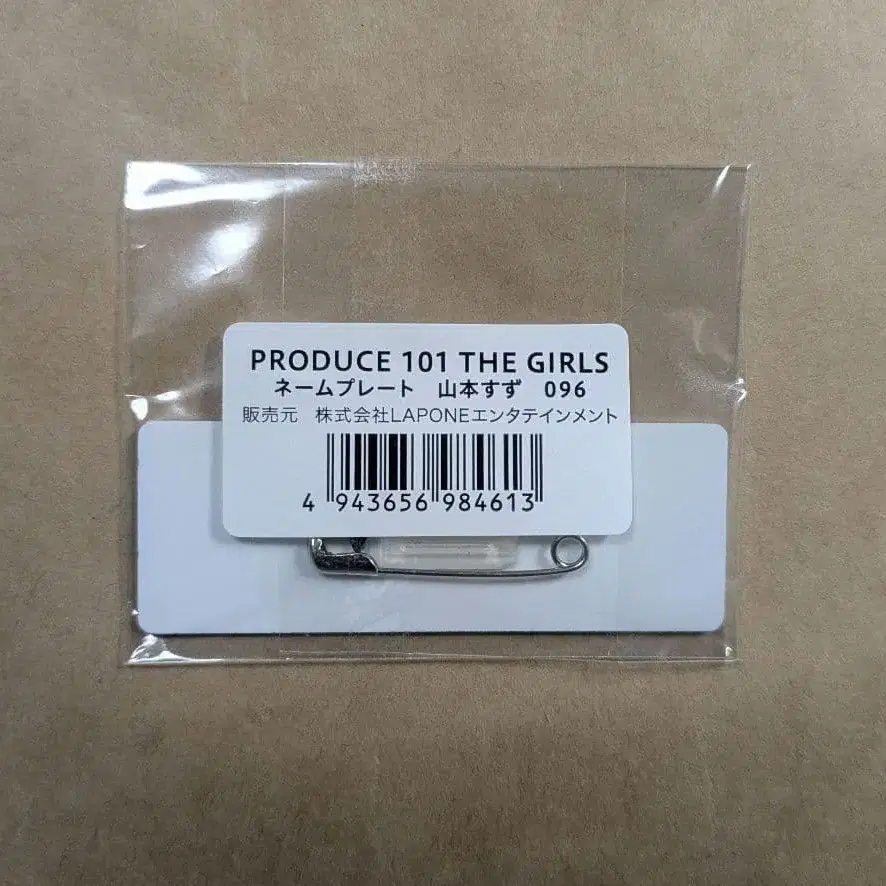 PRODUCE 101 THE GIRLS
ネームプレート　山本すず　096
販売元　株式会社LAPONEエンタテインメント
4 943656 984613